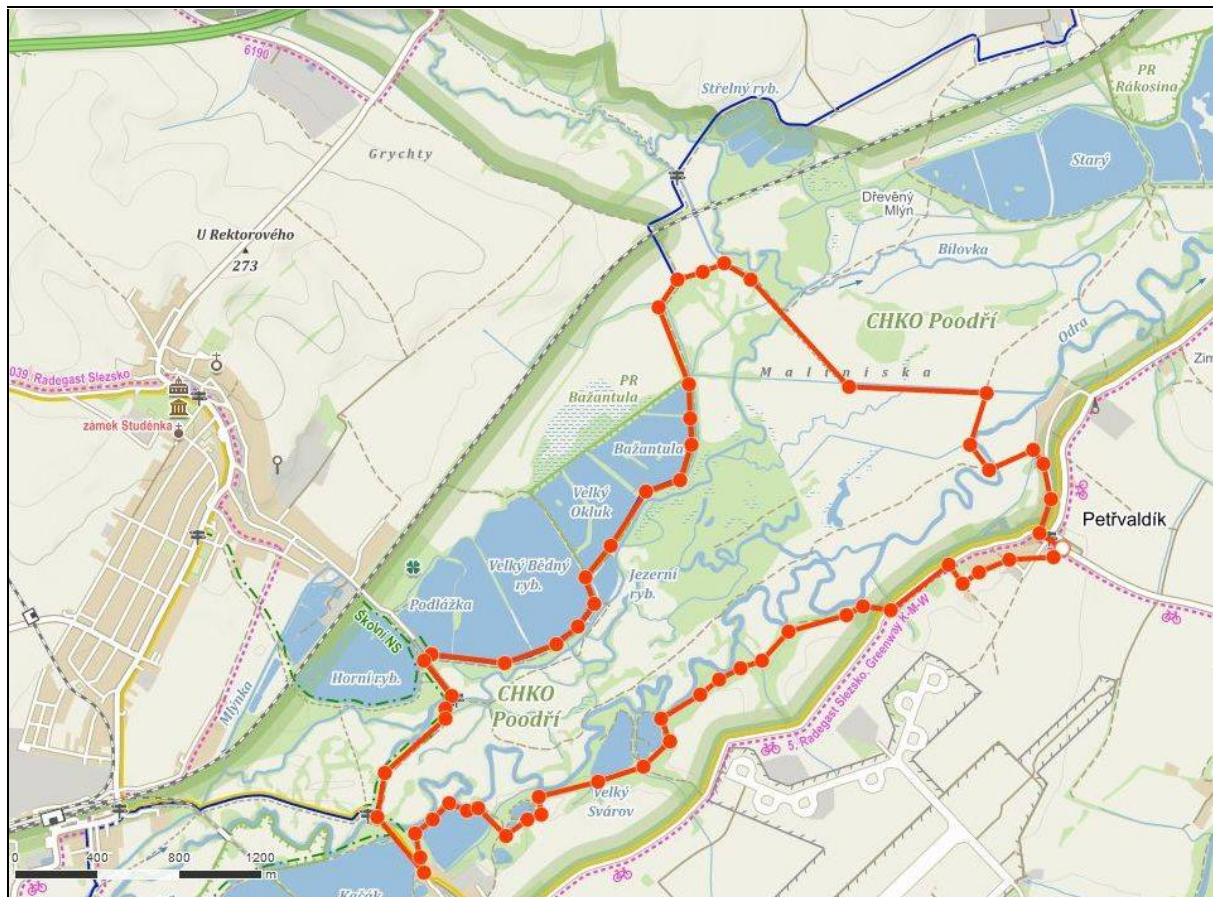 6190
Střelný ryb.
PR
Rákosina
Grychty
Starý
Dřevěný
Mlýn
U Rektorového
273
Bílovka
CHKO Poodří
Odra
039, Radegast Slezsko
zámek Studénka
PR
Bažantula
Bažantula
Velký
Okluk
Petřvaldík
Velký Bědný
ryb.
Jezerní
ryb.
Podlážka
Školní NS
Horní ryb.
Mlýnka
CHKO
Poodří
5, Radegast Slezsko, Greenway K-M-W
Velký
Svárov
Kačák
0 400 800 1200
m